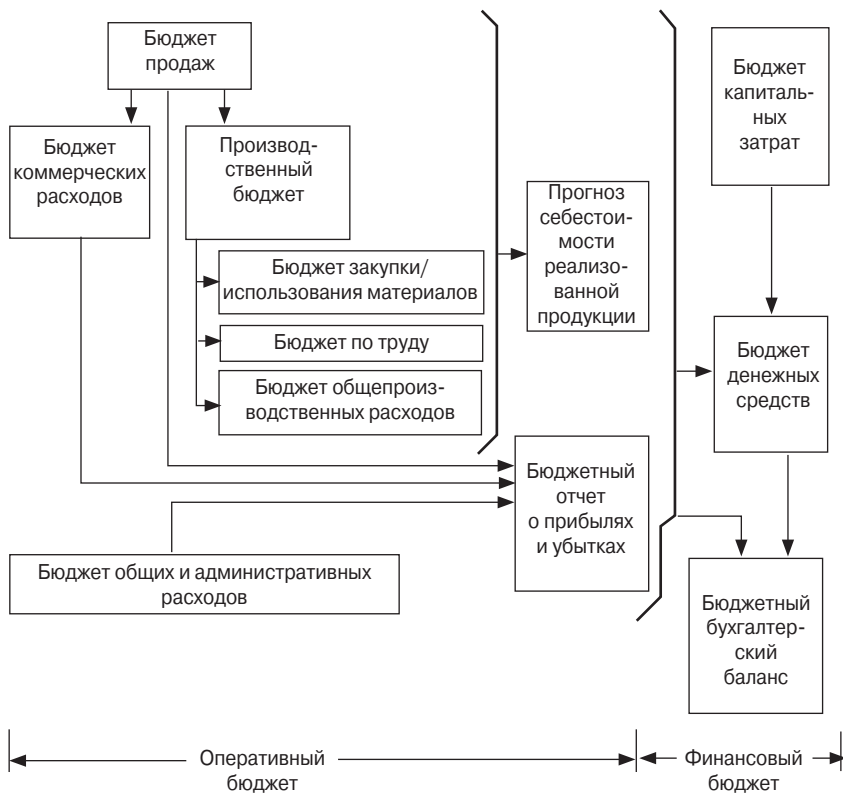 Бюджет
продаж
Бюджет
коммерческих
расходов
Производ-
ственный
бюджет
Бюджет закупки/
использования материалов
Бюджет по труду
Бюджет общепроиз-
водственных расходов
Прогноз
себестои-
мости
реализо-
ванной
продукции
Бюджет
капиталь-
ных
затрат
Бюджет
денежных
средств
Бюджетный
отчет
о прибылях
и убытках
Бюджет общих и административных
расходов
Бюджетный
бухгалтер-
ский
баланс
Оперативный
бюджет
Финансовый
бюджет